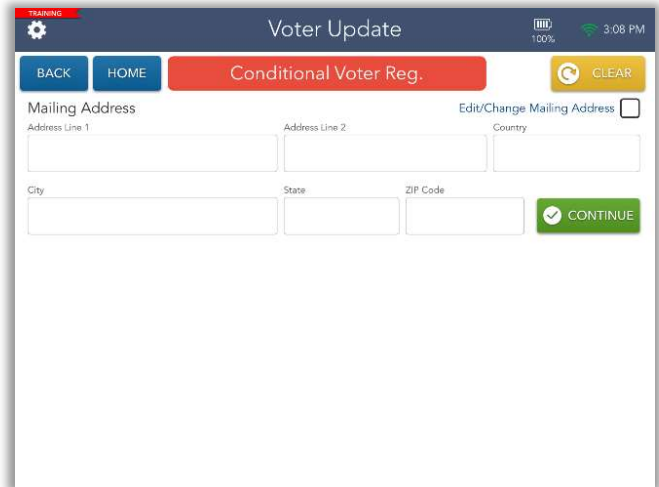 TRAINING
Voter Update
100%
3:08 PM
BACK
HOME
Conditional Voter Reg.
CLEAR
Mailing Address
Edit/Change Mailing Address
Address Line 1
Address Line 2
Country
City
State
ZIP Code
CONTINUE